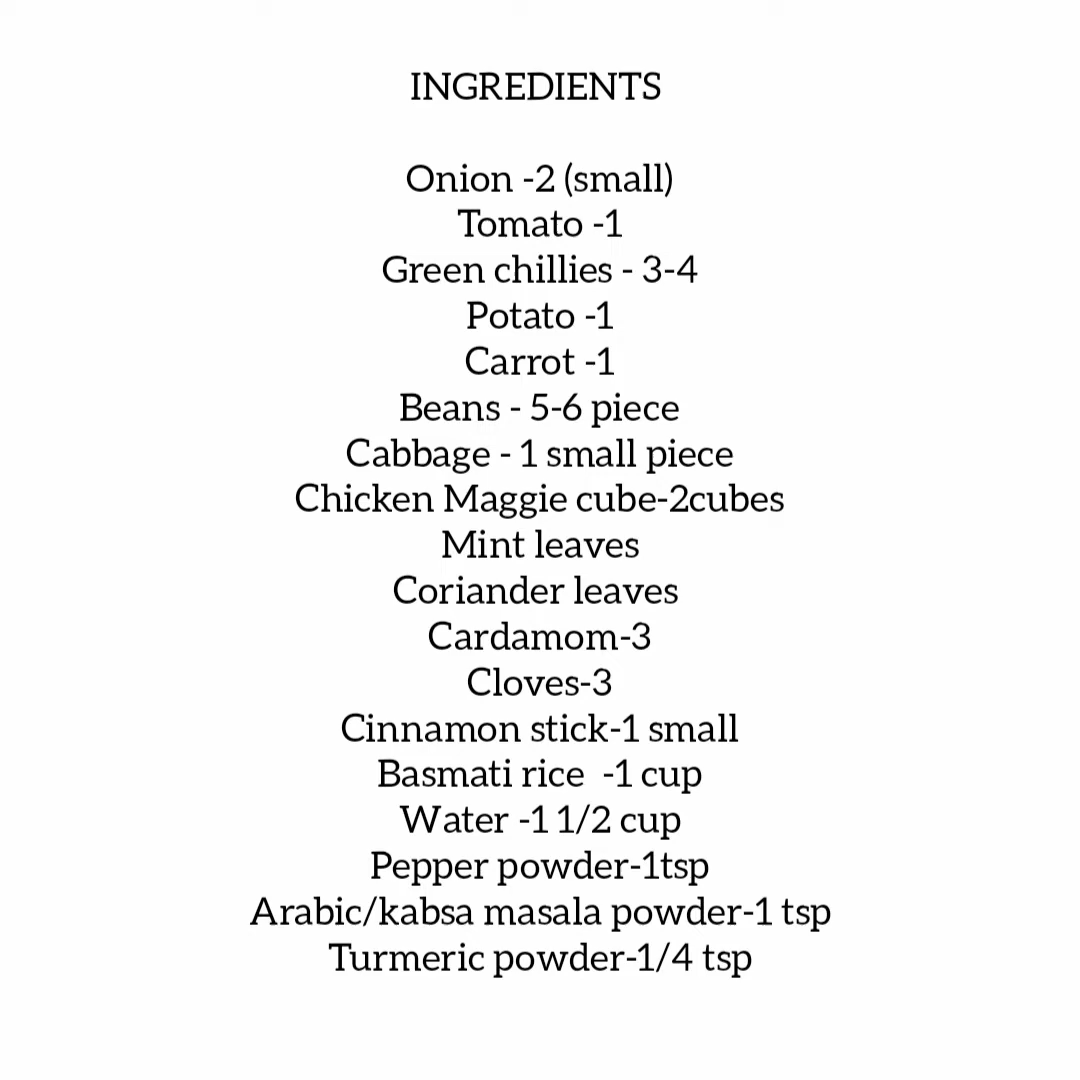 INGREDIENTS
Onion -2 (small)
Tomato -1
Green chillies - 3-4
Potato -1
Carrot -1
Beans - 5-6 piece
Cabbage - 1 small piece
Chicken Maggie cube-2cubes
Mint leaves
Coriander leaves
Cardamom-3
Cloves-3
Cinnamon stick-1 small
Basmati rice  -1 cup
Water -1 1/2 cup
Pepper powder-1tsp
Arabic/kabsa masala powder-1 tsp
Turmeric powder-1/4 tsp